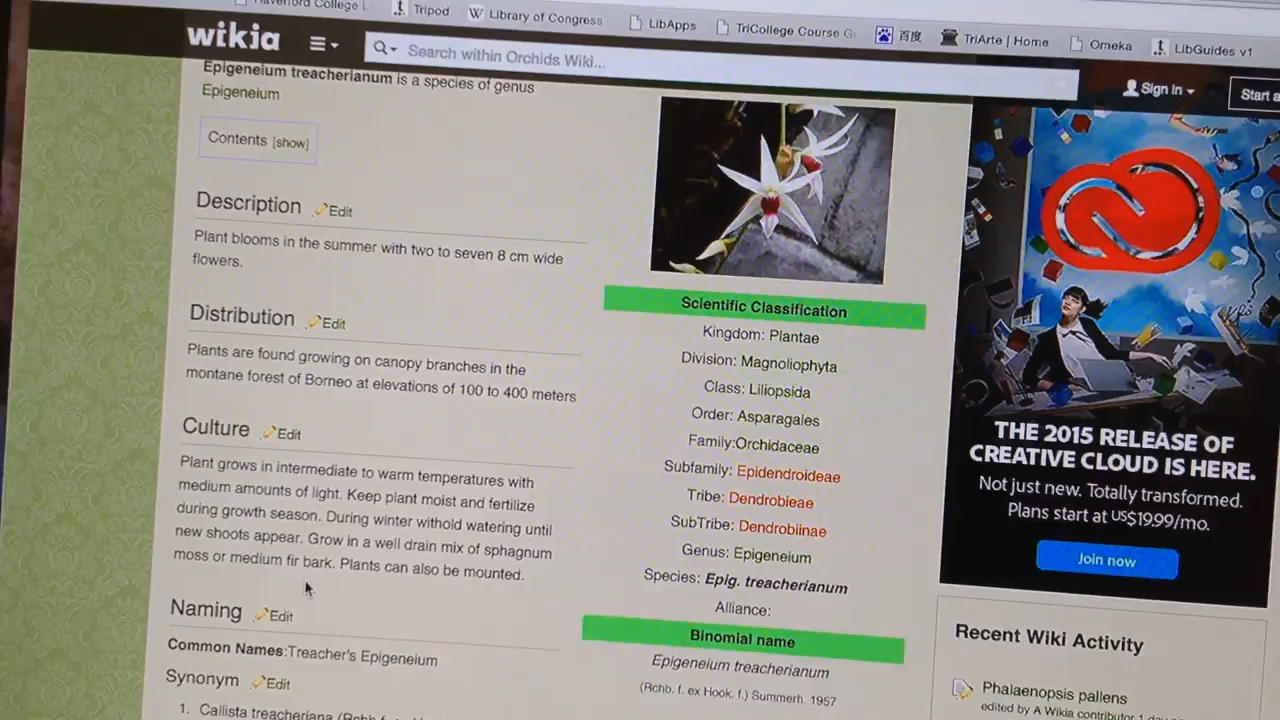 Haverford College L
Tripod
Library of Congress
LibApps
TriCollege Course G
百度
TriArte | Home
Omeka
LibGuides v1
wikia
Search within Orchids Wiki...
Sign In
Start a
Epigeneium treacherianum is a species of genus
Epigeneium
Contents [show]
Description Edit
Plant blooms in the summer with two to seven 8 cm wide
flowers.
Distribution Edit
Plants are found growing on canopy branches in the
montane forest of Borneo at elevations of 100 to 400 meters
Culture Edit
Plant grows in intermediate to warm temperatures with
medium amounts of light. Keep plant moist and fertilize
during growth season. During winter withold watering until
new shoots appear. Grow in a well drain mix of sphagnum
moss or medium fir bark. Plants can also be mounted.
Naming Edit
Common Names:Treacher's Epigeneium
Synonym Edit
1. Callista treacheriana (Rchb.
Scientific Classification
Kingdom: Plantae
Division: Magnoliophyta
Class: Liliopsida
Order: Asparagales
Family:Orchidaceae
Subfamily: Epidendroideae
Tribe: Dendrobieae
SubTribe: Dendrobiinae
Genus: Epigeneium
Species: Epig. treacherianum
Alliance:
Binomial name
Epigeneium treacherianum
(Rchb. f. ex Hook. f.) Summerh. 1957
THE 2015 RELEASE OF
CREATIVE CLOUD IS HERE.
Not just new. Totally transformed.
Plans start at US$19.99/mo.
Join now
Recent Wiki Activity
Phalaenopsis pallens
edited by A Wikia contributor 1 day